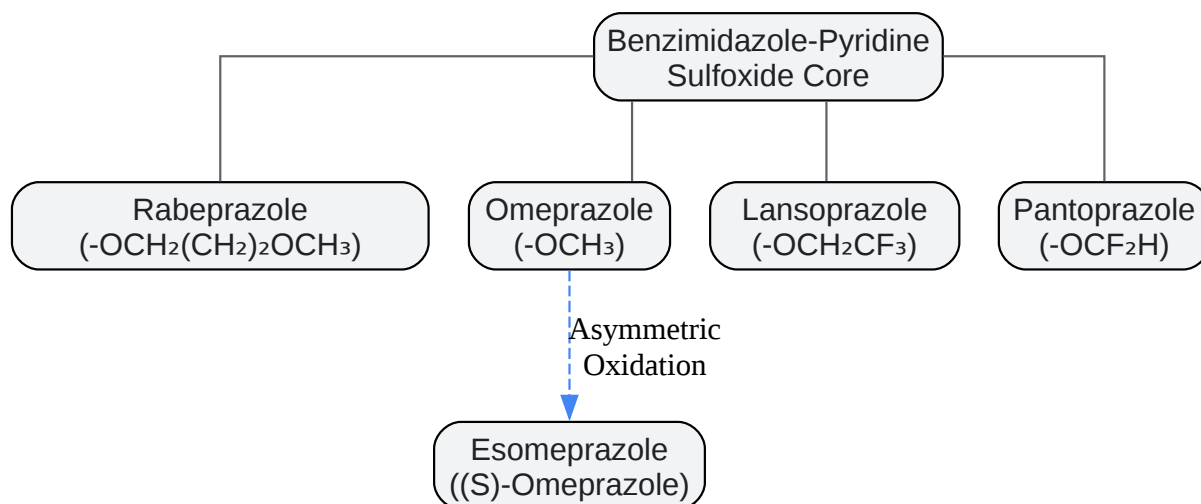 Benzimidazole-Pyridine
Sulfoxide Core
Rabeprazole
(-OCH₂(CH₂)₂OCH₃)
Omeprazole
(-OCH₃)
Lansoprazole
(-OCH₂CF₃)
Pantoprazole
(-OCF₂H)
Asymmetric
Oxidation
Esomeprazole
((S)-Omeprazole)